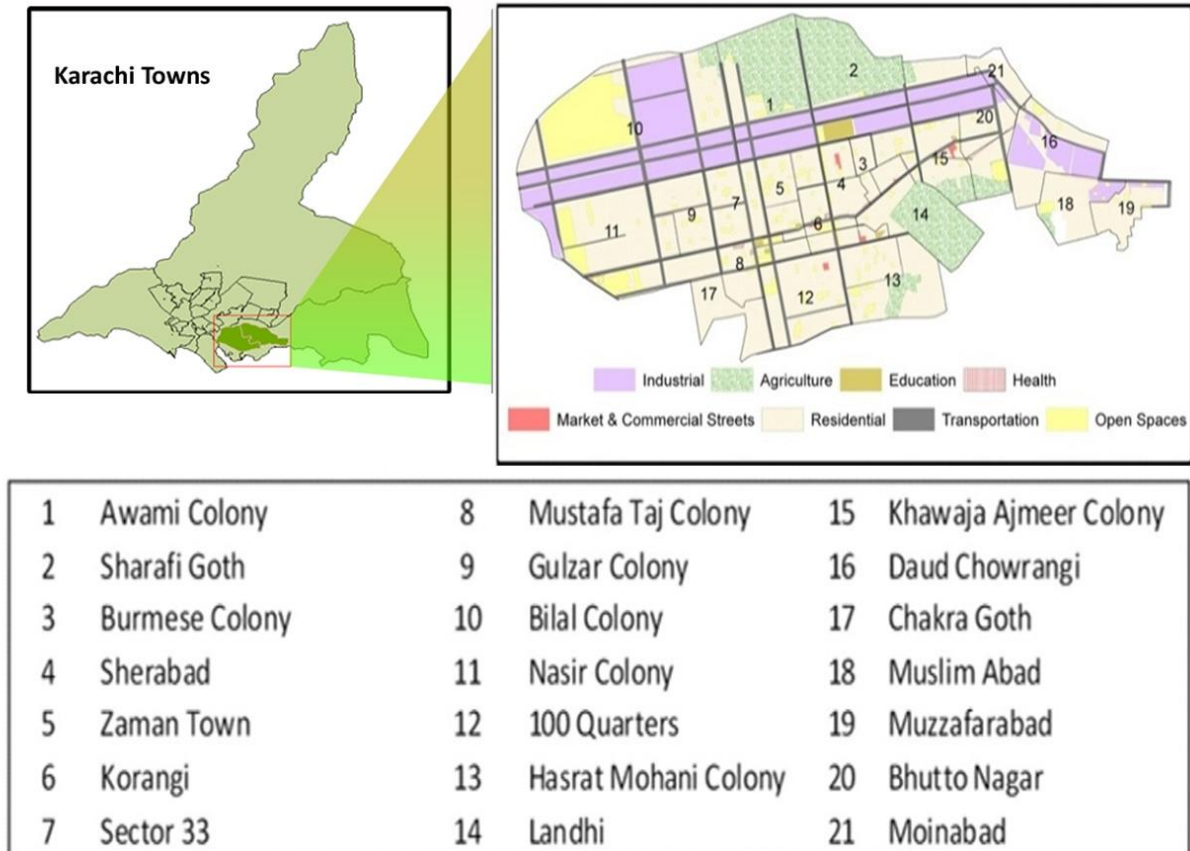 Karachi Towns
21
2
1
10
20
16
3
15
5
4
18
19
14
9
7
6
11
8
13
17
12
Industrial Agriculture Education Health
Market & Commercial Streets Residential Transportation Open Spaces
1 Awami Colony 8 Mustafa Taj Colony 15 Khawaja Ajmeer Colony
2 Sharafi Goth 9 Gulzar Colony 16 Daud Chowrangi
3 Burmese Colony 10 Bilal Colony 17 Chakra Goth
4 Sherabad 11 Nasir Colony 18 Muslim Abad
5 Zaman Town 12 100 Quarters 19 Muzzafarabad
6 Korangi 13 Hasrat Mohani Colony 20 Bhutto Nagar
7 Sector 33 14 Landhi 21 Moinabad